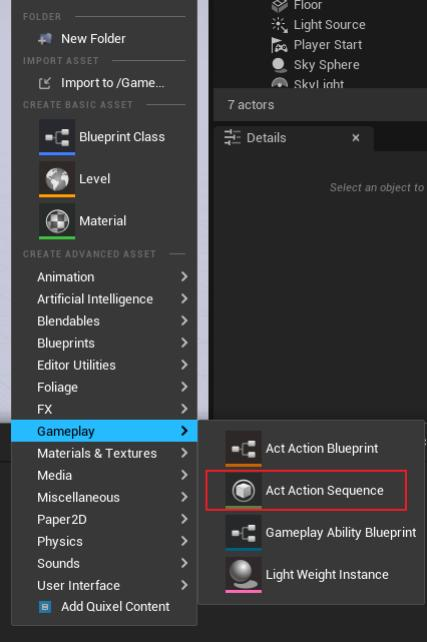 FOLDER
New Folder
IMPORT ASSET
Import to /Game...
CREATE BASIC ASSET
Blueprint Class
Level
Material
CREATE ADVANCED ASSET
Animation
Artificial Intelligence
Blendables
Blueprints
Editor Utilities
Foliage
FX
Gameplay
Materials & Textures
Media
Miscellaneous
Paper2D
Physics
Sounds
User Interface
Add Quixel Content
Act Action Blueprint
Act Action Sequence
Gameplay Ability Blueprint
Light Weight Instance
Floor
Light Source
Player Start
Sky Sphere
SkyLight
7 actors
Details
Select an object to